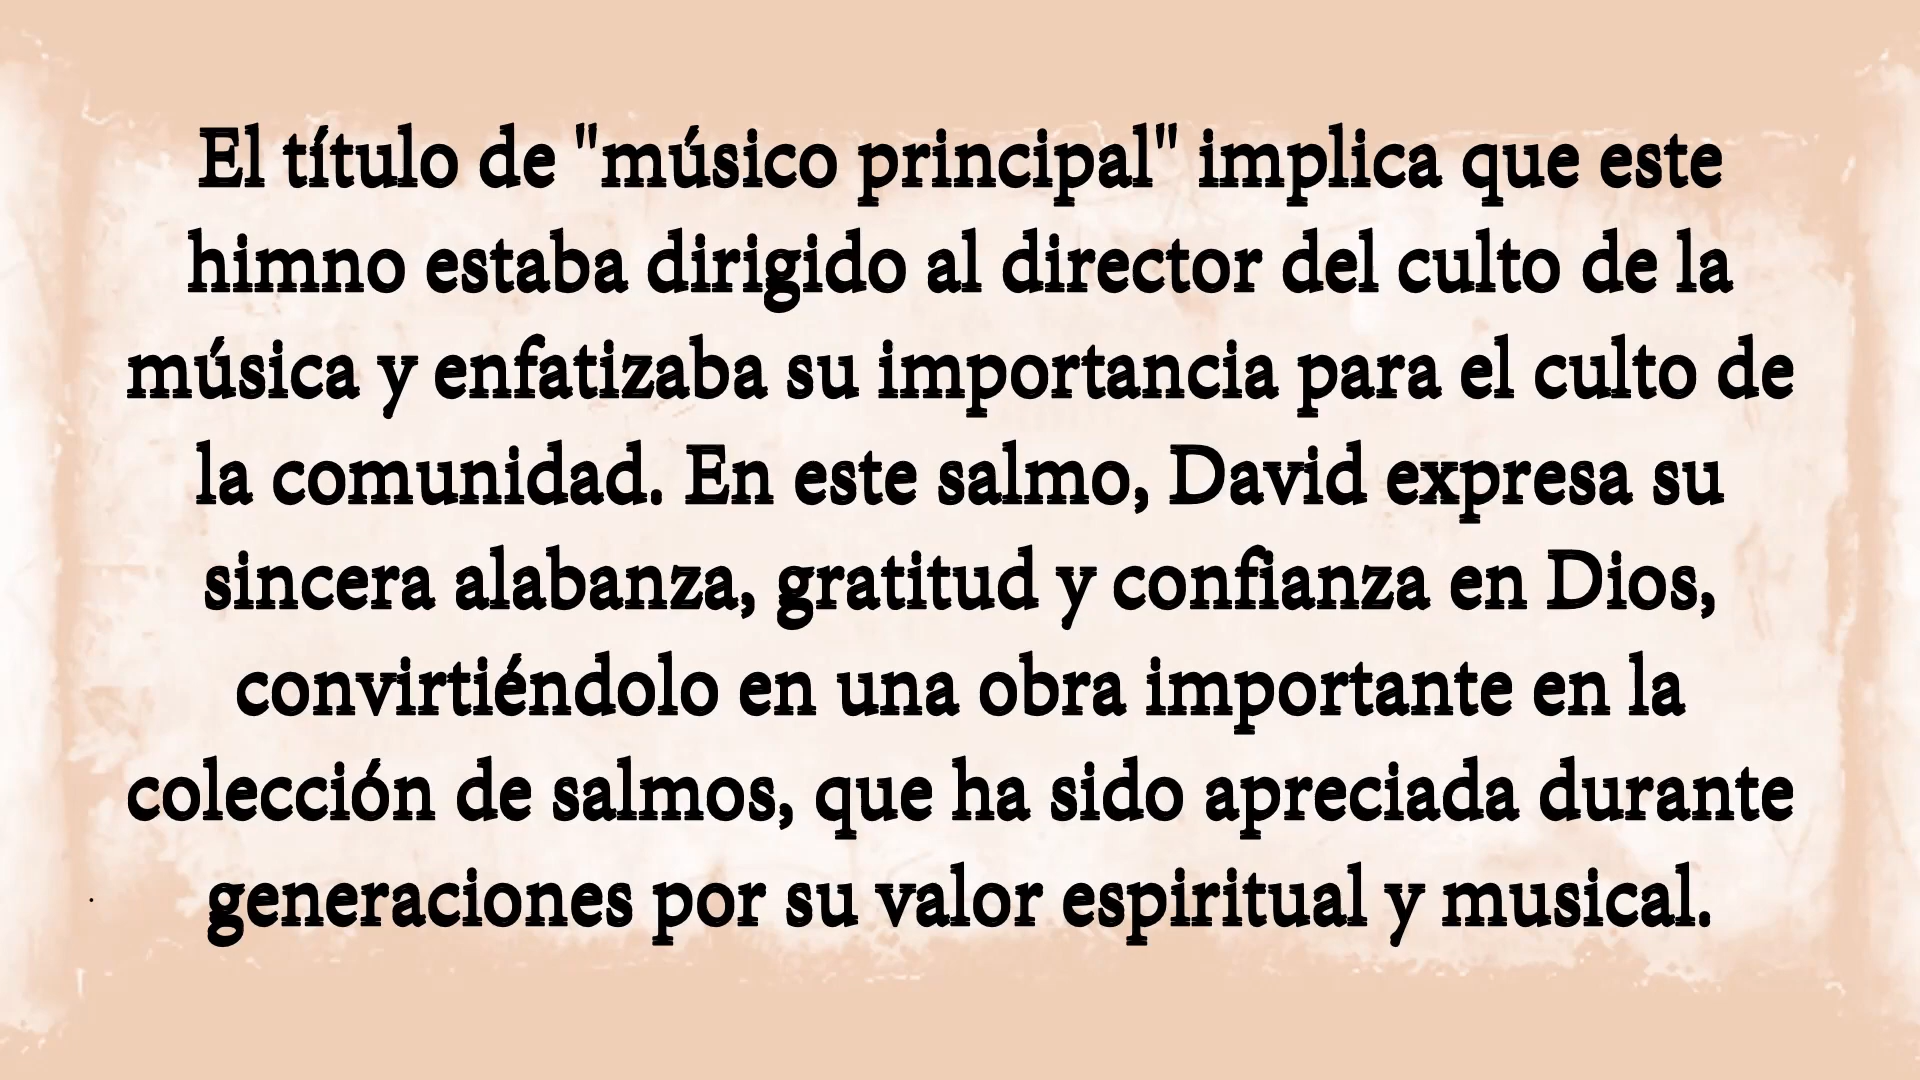 El título de "músico principal" implica que este
himno estaba dirigido al director del culto de la
música y enfatizaba su importancia para el culto de
la comunidad. En este salmo, David expresa su
sincera alabanza, gratitud y confianza en Dios,
convirtiéndolo en una obra importante en la
colección de salmos, que ha sido apreciada durante
generaciones por su valor espiritual y musical.